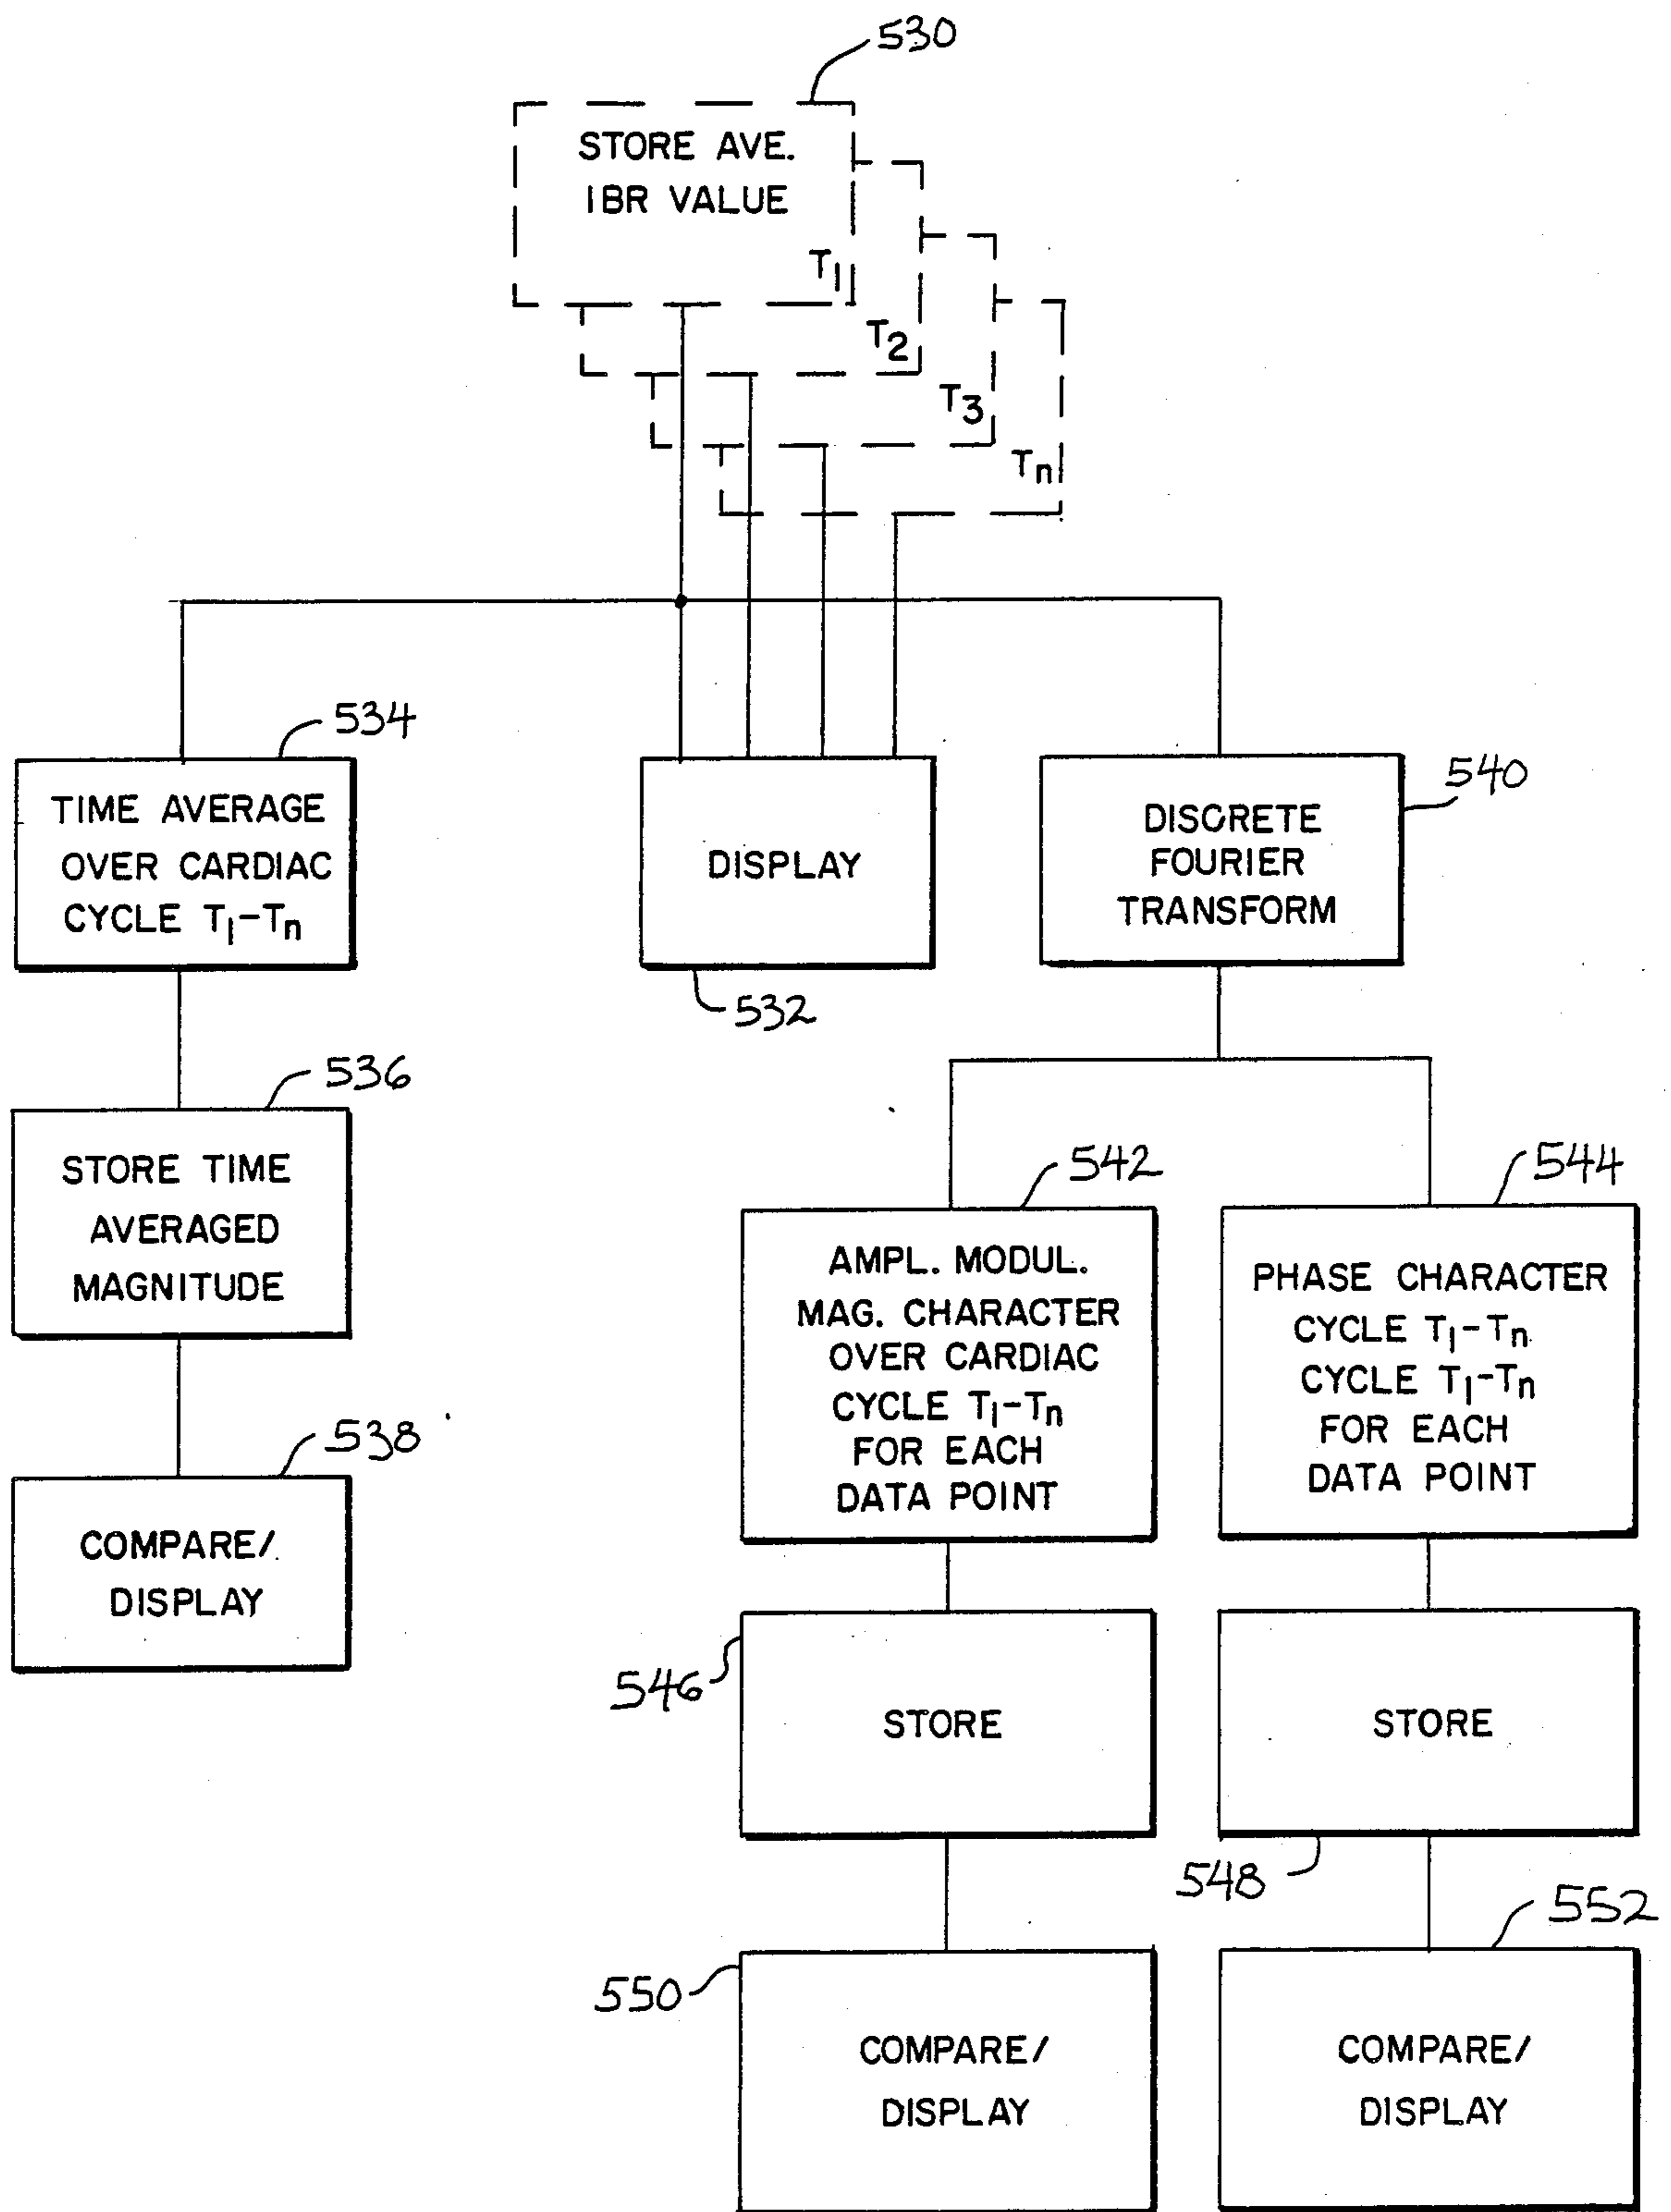 530
STORE AVE.
IBR VALUE
T1
T2
T3
Tn
534
TIME AVERAGE
OVER CARDIAC
CYCLE T1-Tn
DISPLAY
532
540
DISCRETE
FOURIER
TRANSFORM
536
STORE TIME
AVERAGED
MAGNITUDE
538
COMPARE/
DISPLAY
542
AMPL. MODUL.
MAG. CHARACTER
OVER CARDIAC
CYCLE T1-Tn
FOR EACH
DATA POINT
544
PHASE CHARACTER
CYCLE T1-Tn
CYCLE T1-Tn
FOR EACH
DATA POINT
546
STORE
STORE
548
550
COMPARE/
DISPLAY
552
COMPARE/
DISPLAY